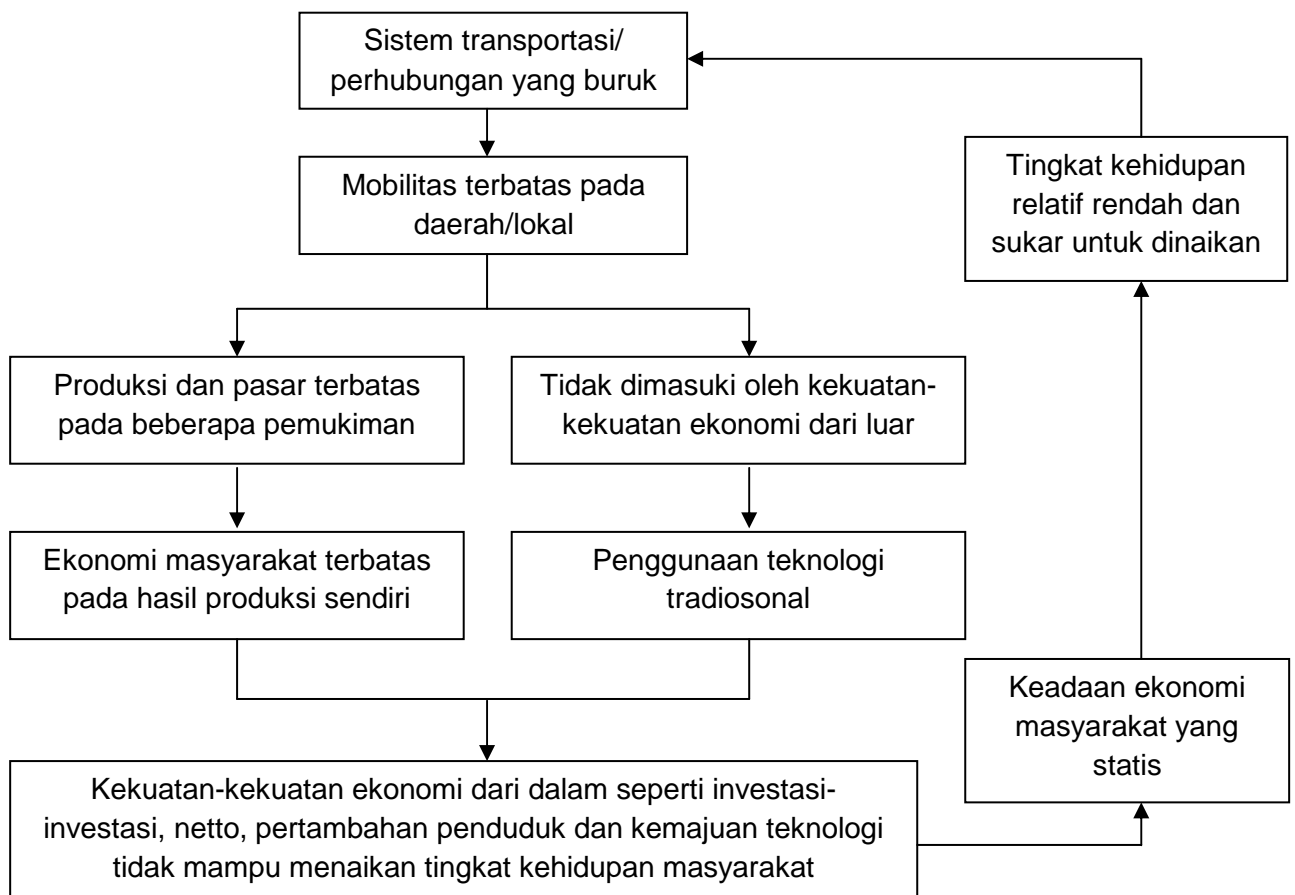 Sistem transportasi/
perhubungan yang buruk
Mobilitas terbatas pada
daerah/lokal
Tingkat kehidupan
relatif rendah dan
sukar untuk dinaikan
Produksi dan pasar terbatas
pada beberapa pemukiman
Tidak dimasuki oleh kekuatan-
kekuatan ekonomi dari luar
Ekonomi masyarakat terbatas
pada hasil produksi sendiri
Penggunaan teknologi
tradiosonal
Keadaan ekonomi
masyarakat yang
statis
Kekuatan-kekuatan ekonomi dari dalam seperti investasi-
investasi, netto, pertambahan penduduk dan kemajuan teknologi
tidak mampu menaikan tingkat kehidupan masyarakat